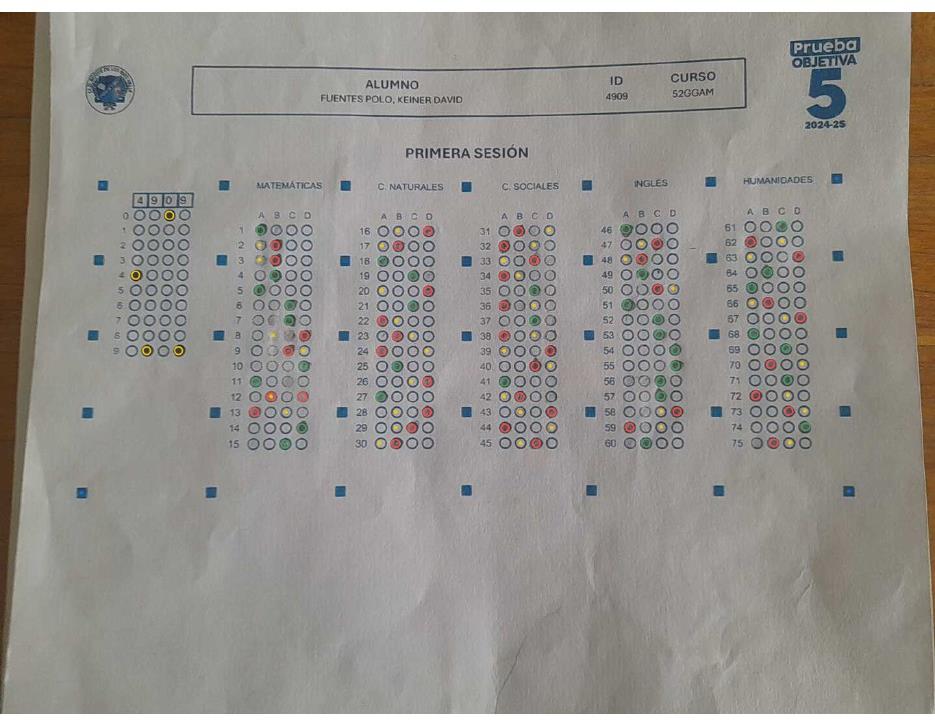 Prueba
OBJETIVA
5
2024-25
ALUMNO ID CURSO
FUENTES POLO, KEINER DAVID 4909 52GGAM
PRIMERA SESIÓN
MATEMÁTICAS C. NATURALES C. SOCIALES INGLES HUMANIDADES
4 9 0 9
A B C D A B C D A B C D A B C D A B C D
0
1 1 16 31 46 61
2 2 17 32 47 62
3 3 18 33 48 63
4 4 19 34 49 64
5 5 20 35 50 65
6 6 21 36 51 66
7 7 22 37 52 67
8 8 23 38 53 68
9 9 24 39 54 69
10 25 40 55 70
11 26 41 56 71
12 27 42 57 72
13 28 43 58 73
14 29 44 59 74
15 30 45 60 75